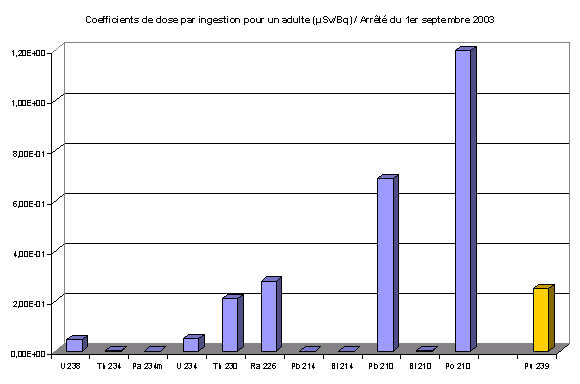 Coefficients de dose par ingestion pour un adulte (µSv/Bq) / Arrêté du 1er septembre 2003
1,20E+00
1,00E+00
8,00E-01
6,00E-01
4,00E-01
2,00E-01
0,00E+00
U 238 Th 234 Pa 234m U 234 Th 230 Ra 226 Pb 214 Bi 214 Pb 210 Bi 210 Po 210 Pu 239